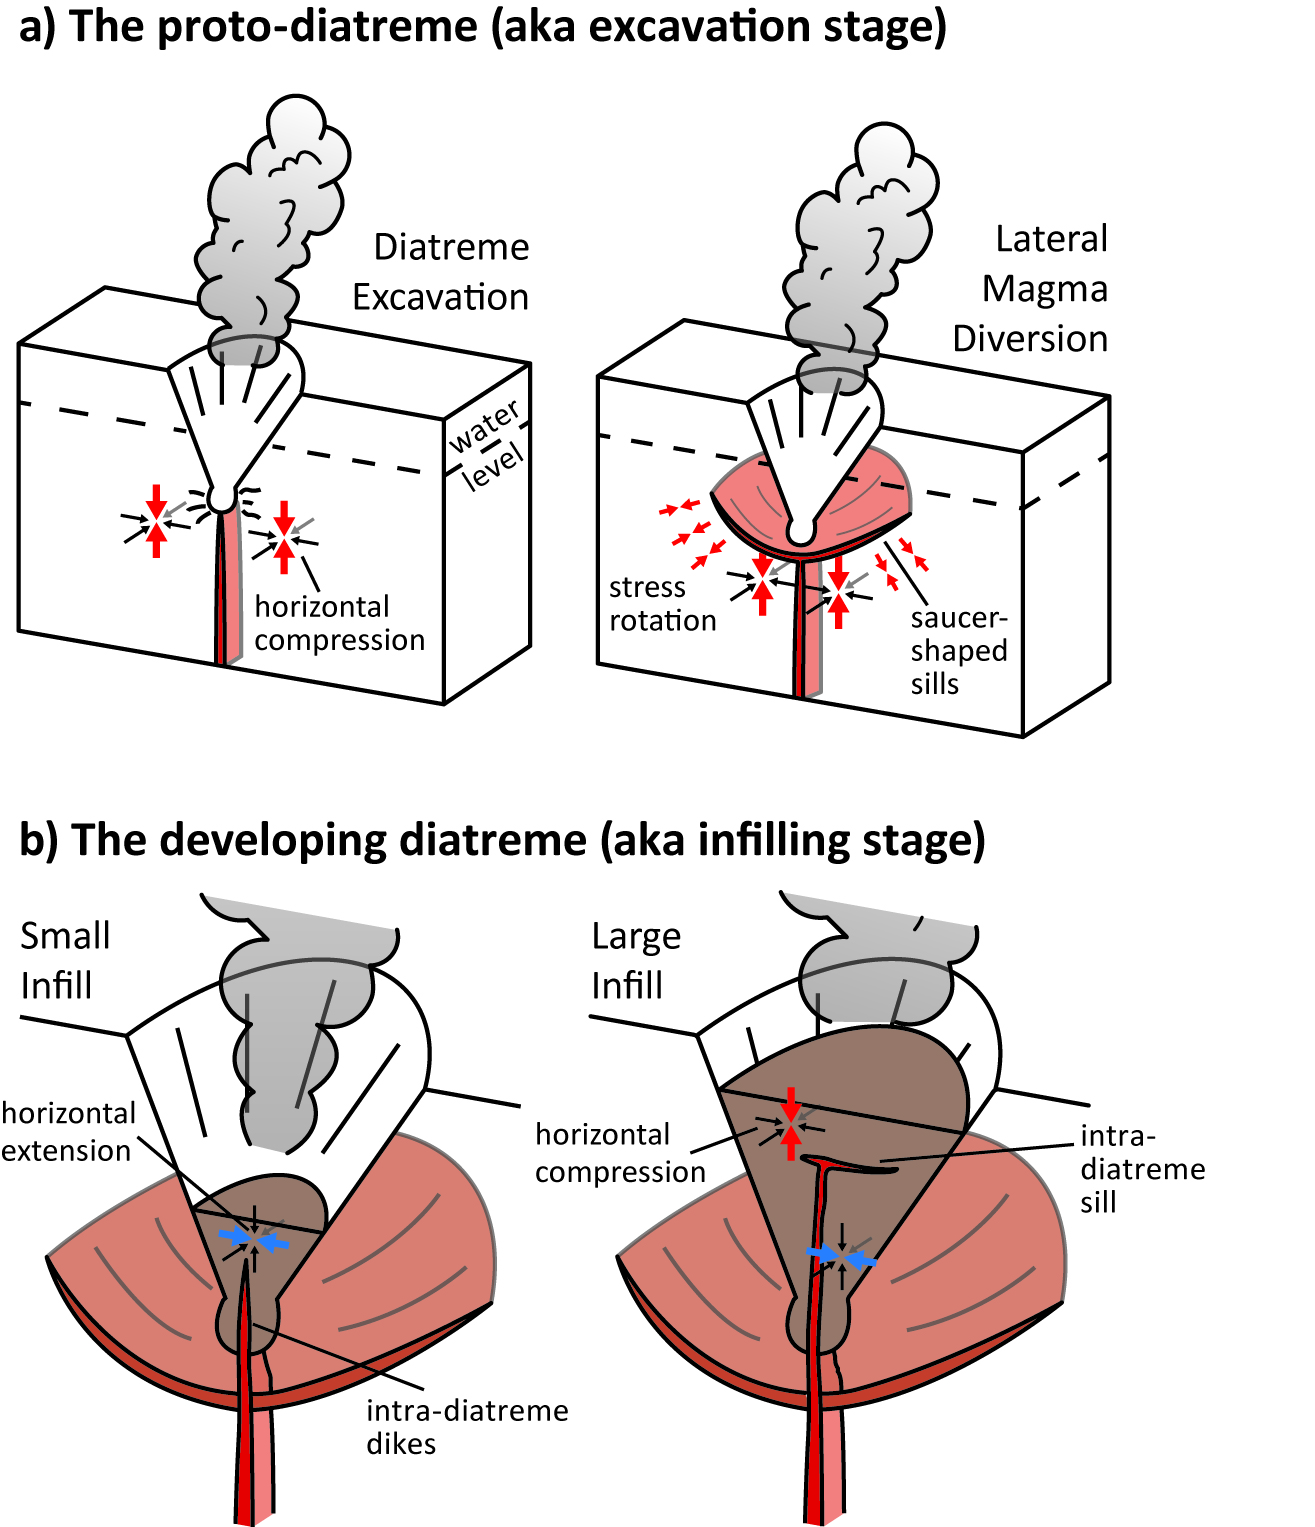 a) The proto-diatreme (aka excavation stage)
Diatreme
Excavation
water
level
horizontal
compression
Lateral
Magma
Diversion
stress
rotation
saucer-
shaped
sills
b) The developing diatreme (aka infilling stage)
Small
Infill
horizontal
extension
intra-diatreme
dikes
Large
Infill
horizontal
compression
intra-
diatreme
sill